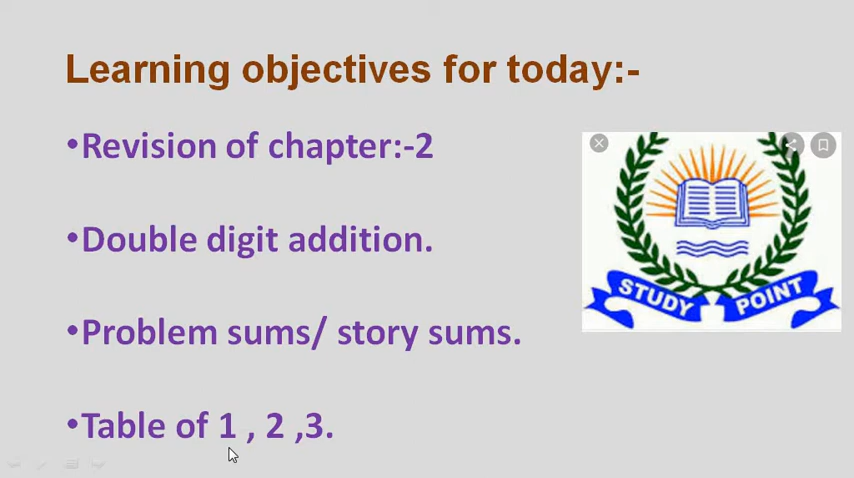 Learning objectives for today:-
•Revision of chapter:-2
•Double digit addition.
•Problem sums/ story sums.
•Table of 1 , 2 ,3.
STUDY POINT